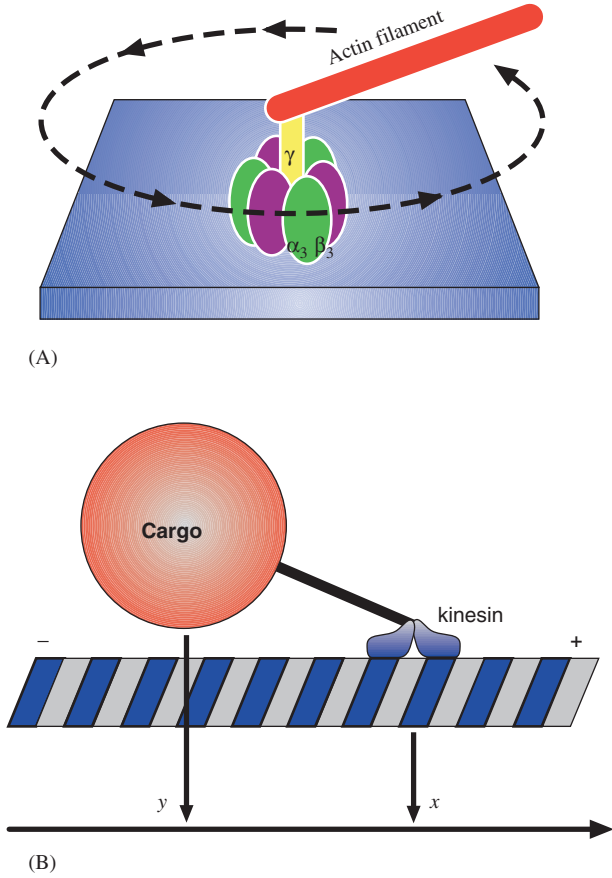 Actin filament
γ
α₃ β₃
(A)
Cargo
kinesin
– +
y x
(B)